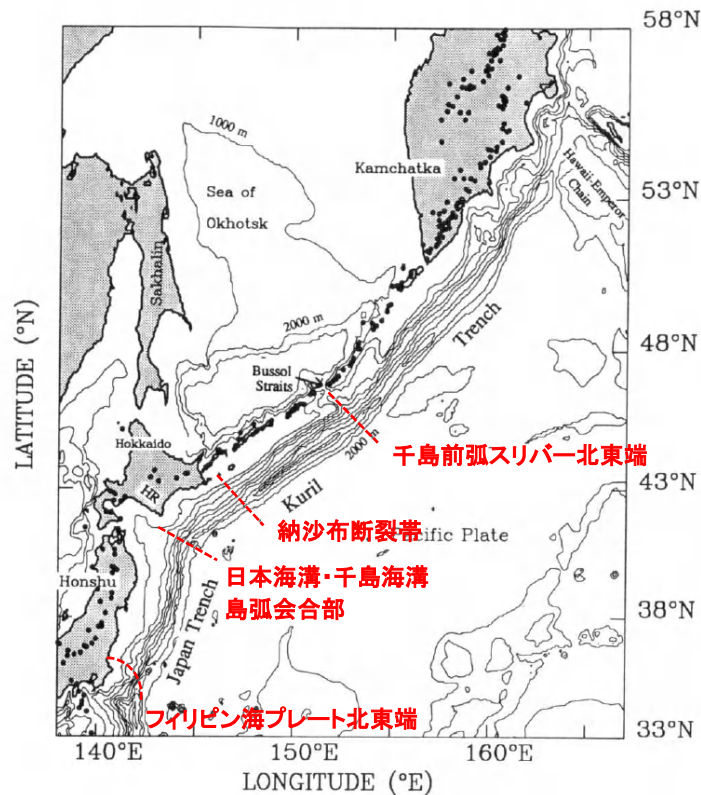 58°N
1000 m
Sea of
Okhotsk
Kamchatka
Hawaii-Emperor
Chain
53°N
Sakhalin
2000 m
Trench
Bussol
Straits
48°N
LATITUDE (°N)
Hokkaido
千島前弧スリバー北東端
2000 m
HR
Kuril
43°N
納沙布断裂帯
Pacific Plate
日本海溝・千島海溝
島弧会合部
Honshu
Japan Trench
38°N
フィリピン海プレート北東端
33°N
140°E
150°E
160°E
LONGITUDE (°E)